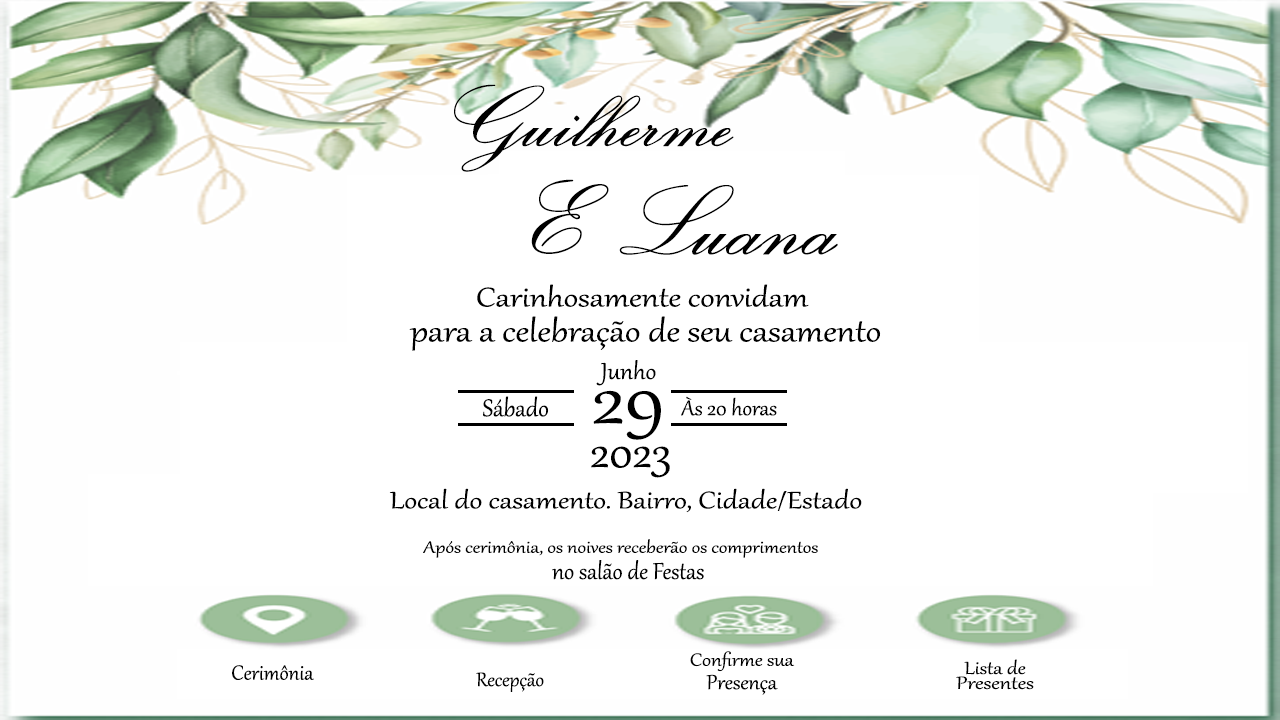 Guilherme
E Luana
Carinhosamente convidam
para a celebração de seu casamento
Junho
Sábado 29 Às 20 horas
2023
Local do casamento. Bairro, Cidade/Estado
Após cerimônia, os noives receberão os comprimentos
no salão de Festas
Cerimônia
Recepção
Confirme sua
Presença
Lista de
Presentes